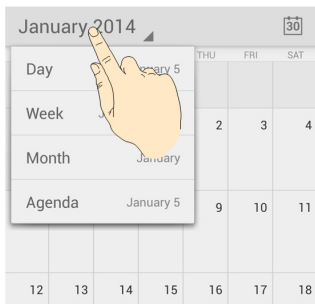 January 2014 30
THU FRI SAT
Day January 5
Week
2 3 4
Month January
Agenda January 5
9 10 11
12 13 14 15 16 17 18